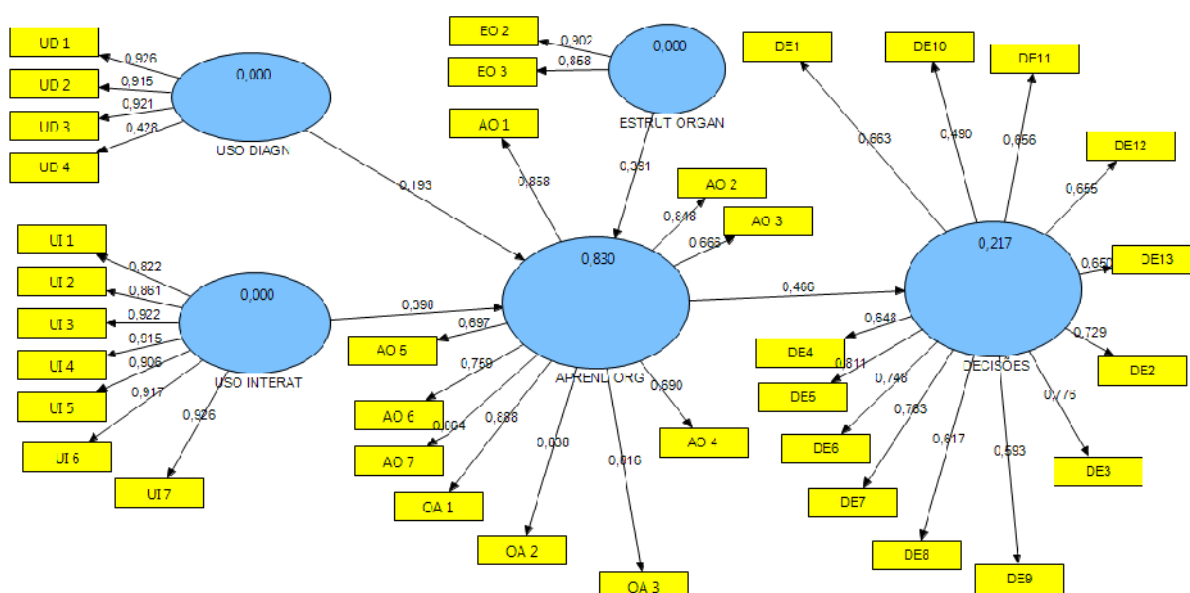 UD 1
UD 2
UD 3
UD 4
0,926
0,915
0,921
0,428
0,000
USO DIAGN
0,193
EO 2
EO 3
0,902
0,858
0,000
ESTRUT ORGAN
0,391
UI 1
UI 2
UI 3
UI 4
UI 5
UI 6
UI 7
0,822
0,861
0,922
0,915
0,906
0,917
0,926
0,000
USO INTERAT
0,390
AO 1
AO 2
AO 3
AO 5
AO 6
AO 7
OA 1
OA 2
OA 3
AO 4
0,858
0,848
0,666
0,697
0,759
0,888
0,690
0,830
APREND ORG
0,466
DE1
DE10
DE11
DE12
DE13
DE2
DE3
DE4
DE5
DE6
DE7
DE8
DE9
0,663
0,490
0,656
0,655
0,650
0,729
0,776
0,648
0,811
0,748
0,763
0,617
0,593
0,217
DECISÕES